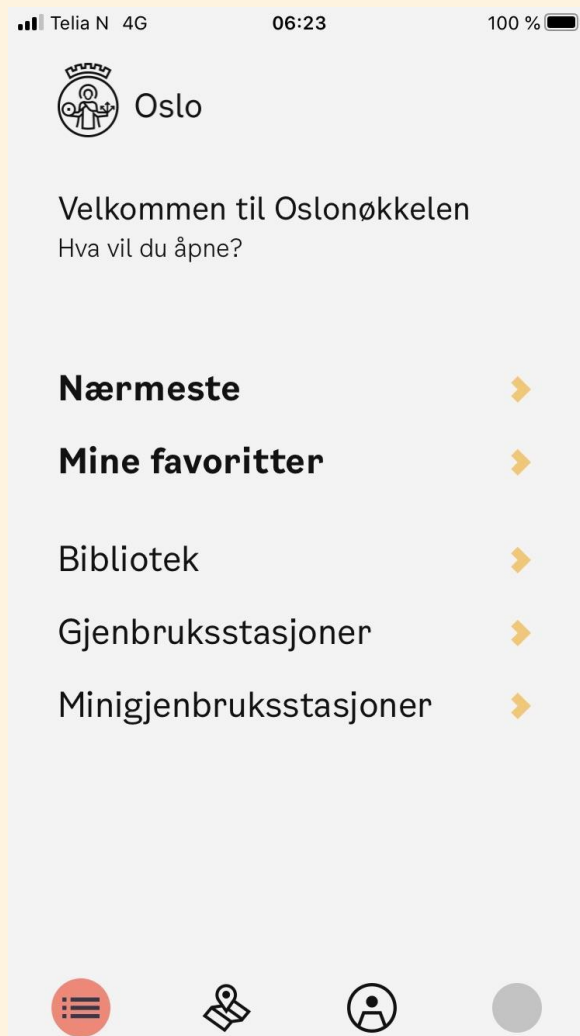 Telia N 4G 06:23 100 %
Oslo
Velkommen til Oslonøkkelen
Hva vil du åpne?
Nærmeste
Mine favoritter
Bibliotek
Gjenbruksstasjoner
Minigjenbruksstasjoner